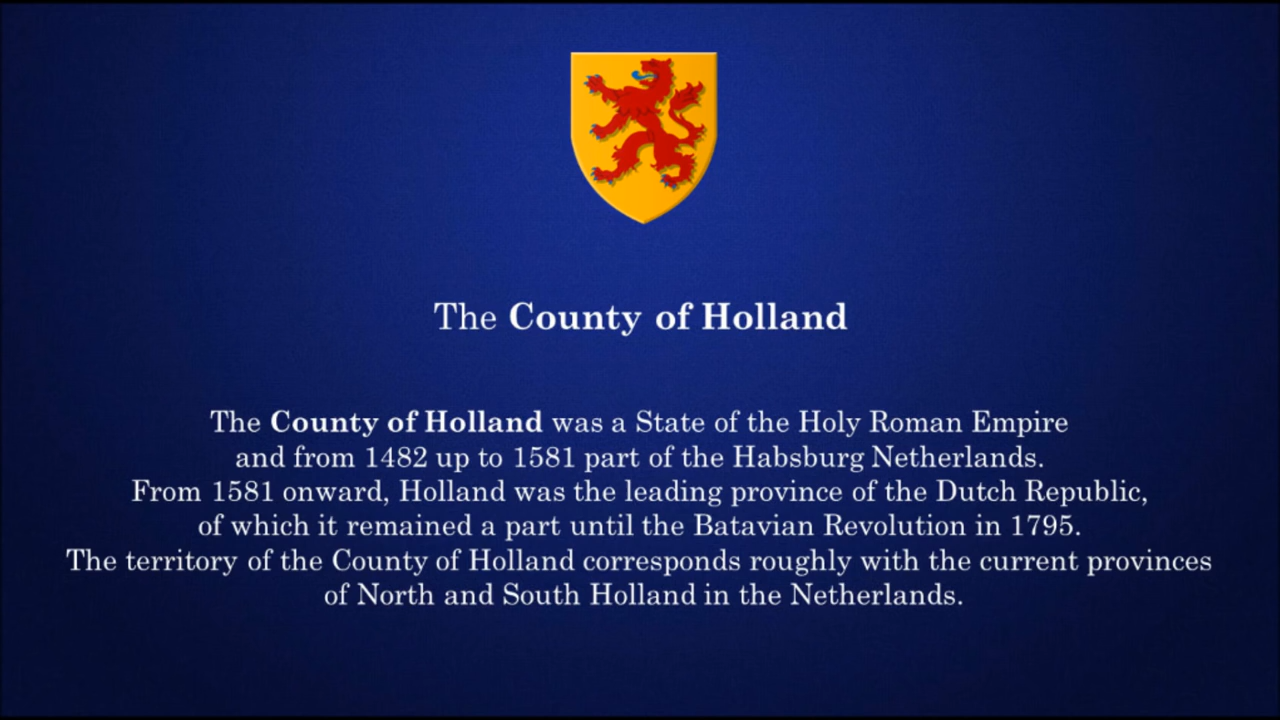 The County of Holland
The County of Holland was a State of the Holy Roman Empire
and from 1482 up to 1581 part of the Habsburg Netherlands.
From 1581 onward, Holland was the leading province of the Dutch Republic,
of which it remained a part until the Batavian Revolution in 1795.
The territory of the County of Holland corresponds roughly with the current provinces
of North and South Holland in the Netherlands.